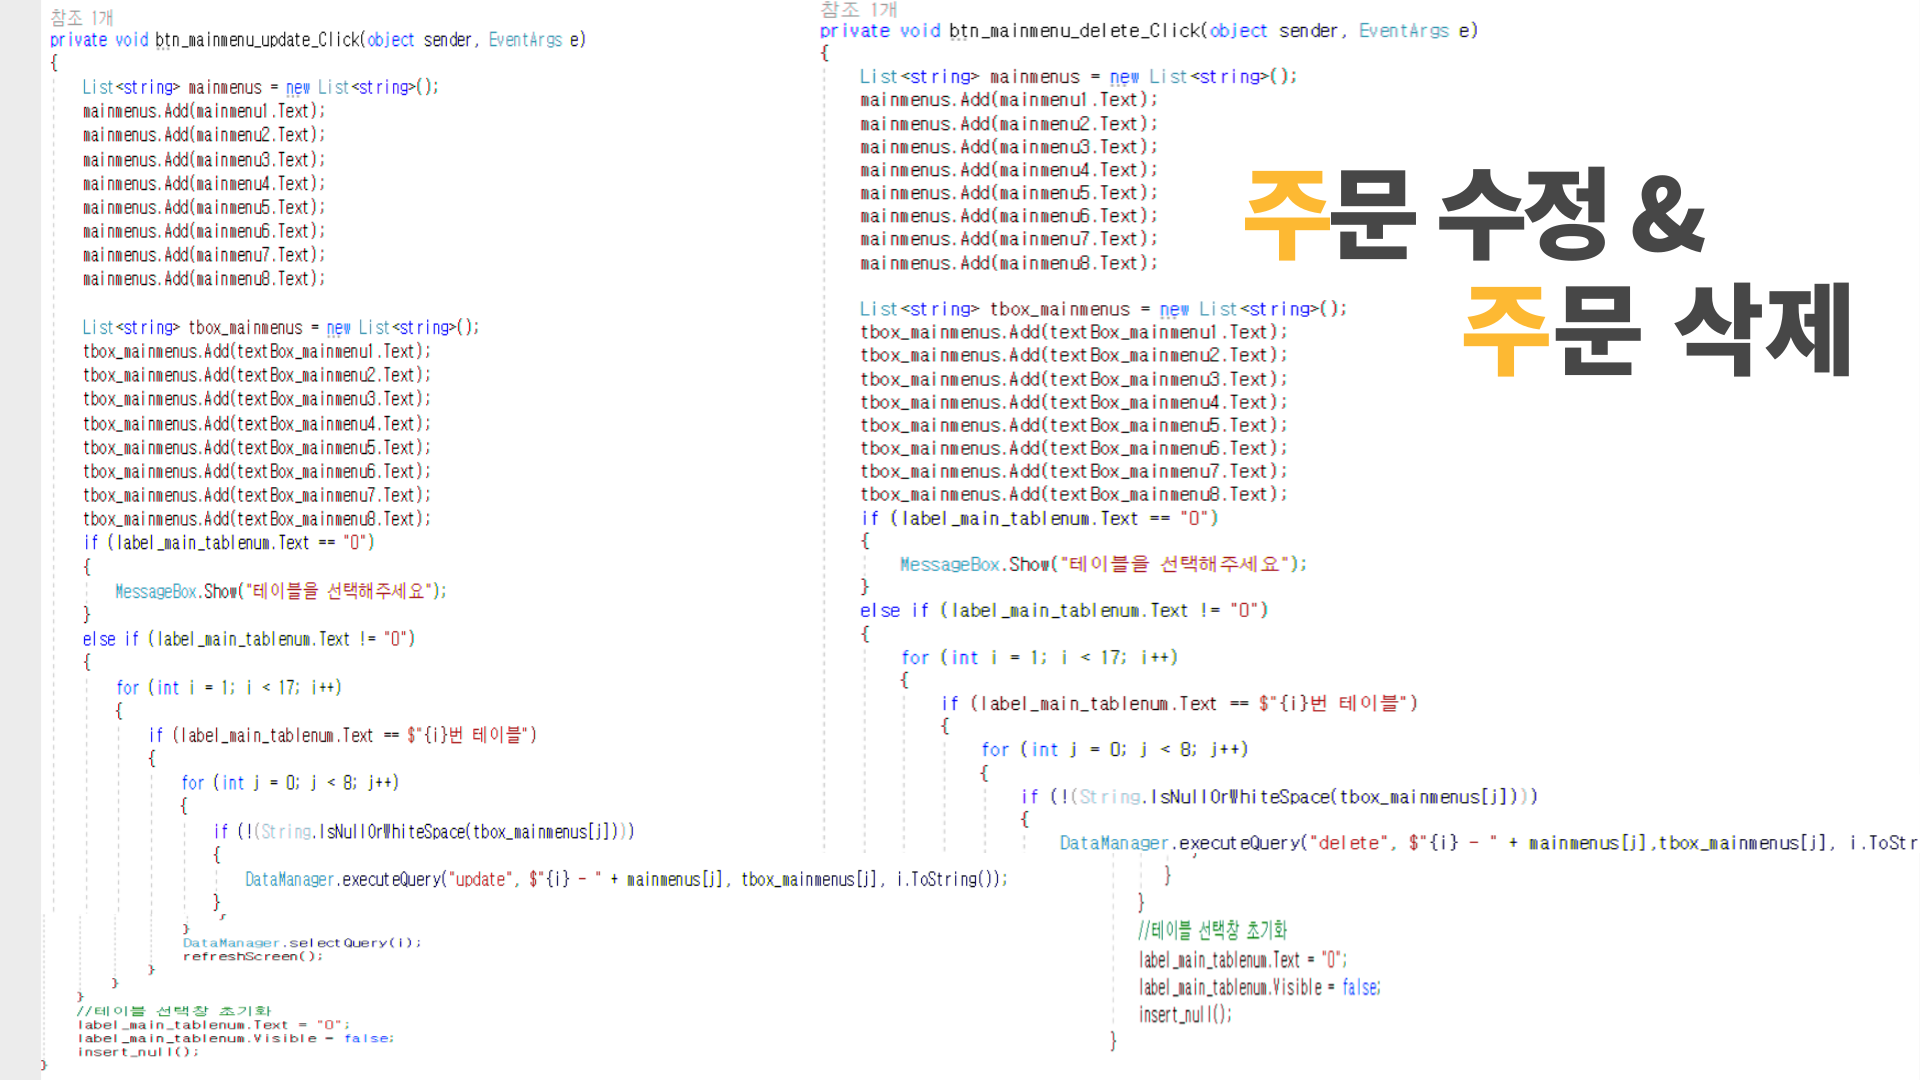 참조 1개
private void btn_mainmenu_update_Click(object sender, EventArgs e)
{
List<string> mainmenus = new List<string>();
mainmenus.Add(mainmenu1.Text);
mainmenus.Add(mainmenu2.Text);
mainmenus.Add(mainmenu3.Text);
mainmenus.Add(mainmenu4.Text);
mainmenus.Add(mainmenu5.Text);
mainmenus.Add(mainmenu6.Text);
mainmenus.Add(mainmenu7.Text);
mainmenus.Add(mainmenu8.Text);
List<string> tbox_mainmenus = new List<string>();
tbox_mainmenus.Add(textBox_mainmenu1.Text);
tbox_mainmenus.Add(textBox_mainmenu2.Text);
tbox_mainmenus.Add(textBox_mainmenu3.Text);
tbox_mainmenus.Add(textBox_mainmenu4.Text);
tbox_mainmenus.Add(textBox_mainmenu5.Text);
tbox_mainmenus.Add(textBox_mainmenu6.Text);
tbox_mainmenus.Add(textBox_mainmenu7.Text);
tbox_mainmenus.Add(textBox_mainmenu8.Text);
if (label_main_tablenum.Text == "0")
{
MessageBox.Show("테이블을 선택해주세요");
}
else if (label_main_tablenum.Text != "0")
{
for (int i = 1; i < 17; i++)
{
if (label_main_tablenum.Text == $"{i}번 테이블")
{
for (int j = 0; j < 8; j++)
{
if (!(String.IsNullOrWhiteSpace(tbox_mainmenus[j])))
{
DataManager.executeQuery("update", $"{i} - " + mainmenus[j], tbox_mainmenus[j], i.ToString());
}
}
DataManager.selectQuery(i);
refreshScreen();
}
}
}
//테이블 선택창 초기화
label_main_tablenum.Text = "0";
label_main_tablenum.Visible = false;
insert_null();
}
참조 1개
private void btn_mainmenu_delete_Click(object sender, EventArgs e)
{
List<string> mainmenus = new List<string>();
mainmenus.Add(mainmenu1.Text);
mainmenus.Add(mainmenu2.Text);
mainmenus.Add(mainmenu3.Text);
mainmenus.Add(mainmenu4.Text);
mainmenus.Add(mainmenu5.Text);
mainmenus.Add(mainmenu6.Text);
mainmenus.Add(mainmenu7.Text);
mainmenus.Add(mainmenu8.Text);
List<string> tbox_mainmenus = new List<string>();
tbox_mainmenus.Add(textBox_mainmenu1.Text);
tbox_mainmenus.Add(textBox_mainmenu2.Text);
tbox_mainmenus.Add(textBox_mainmenu3.Text);
tbox_mainmenus.Add(textBox_mainmenu4.Text);
tbox_mainmenus.Add(textBox_mainmenu5.Text);
tbox_mainmenus.Add(textBox_mainmenu6.Text);
tbox_mainmenus.Add(textBox_mainmenu7.Text);
tbox_mainmenus.Add(textBox_mainmenu8.Text);
if (label_main_tablenum.Text == "0")
{
MessageBox.Show("테이블을 선택해주세요");
}
else if (label_main_tablenum.Text != "0")
{
for (int i = 1; i < 17; i++)
{
if (label_main_tablenum.Text == $"{i}번 테이블")
{
for (int j = 0; j < 8; j++)
{
if (!(String.IsNullOrWhiteSpace(tbox_mainmenus[j])))
{
DataManager.executeQuery("delete", $"{i} - " + mainmenus[j],tbox_mainmenus[j], i.ToStr
}
}
//테이블 선택창 초기화
label_main_tablenum.Text = "0";
label_main_tablenum.Visible = false;
insert_null();
}
주문 수정 &
주문 삭제